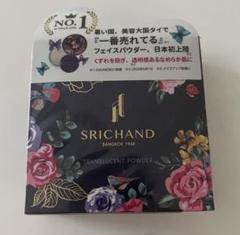 NO.1
暑い国、美容大国タイで
『一番売れてる』
フェイスパウダー、日本初上陸
くずれを防ぎ、透明感あるなめらか肌に
SRICHAND
BANGKOK 1948
TRANSLUCENT POWDER